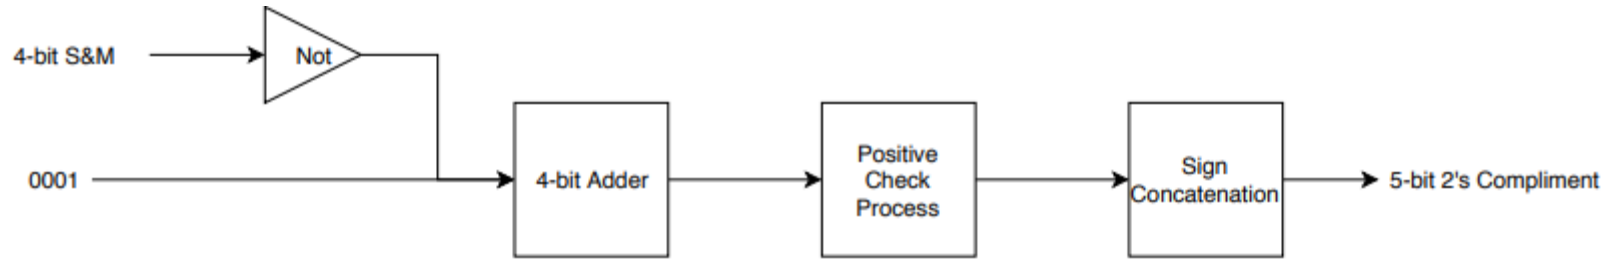 4-bit S&M
Not
0001
4-bit Adder
Positive
Check
Process
Sign
Concatenation
5-bit 2's Compliment